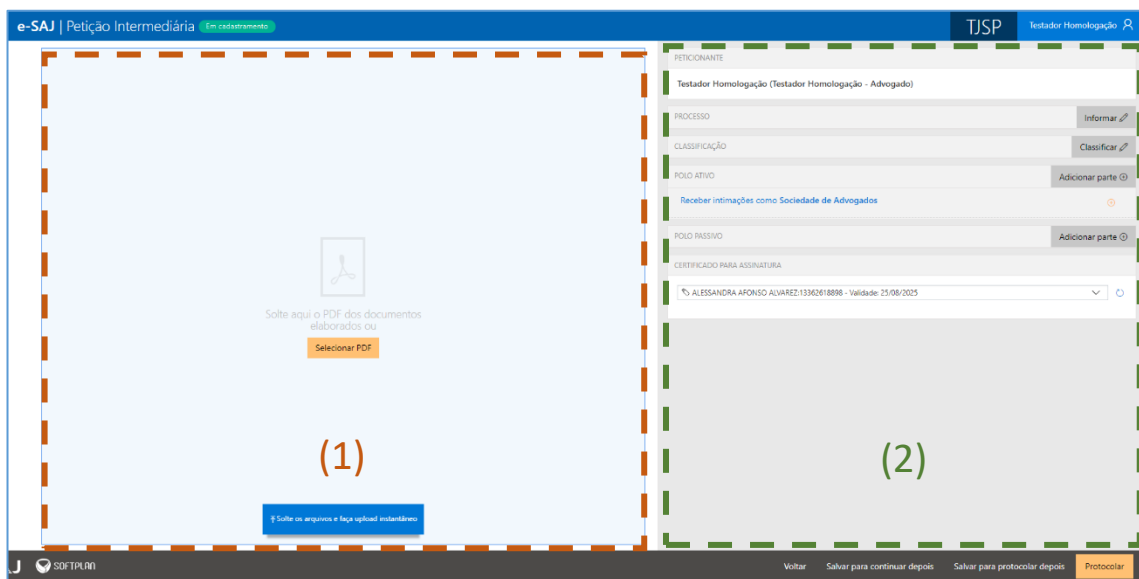 e-SAJ | Petição Intermediária Em cadastramento
TJSP Testador Homologação
PETICIONANTE
Testador Homologação (Testador Homologação - Advogado)
PROCESSO Informar
CLASSIFICAÇÃO Classificar
POLO ATIVO Adicionar parte
Receber intimações como Sociedade de Advogados
POLO PASSIVO Adicionar parte
CERTIFICADO PARA ASSINATURA
ALESSANDRA AFONSO ALVAREZ:13362618898 - Validade: 25/08/2025
Solte aqui o PDF dos documentos
elaborados ou
Selecionar PDF
(1)
(2)
Solte os arquivos e faça upload instantâneo
J SOFTPLAN Voltar Salvar para continuar depois Salvar para protocolar depois Protocolar